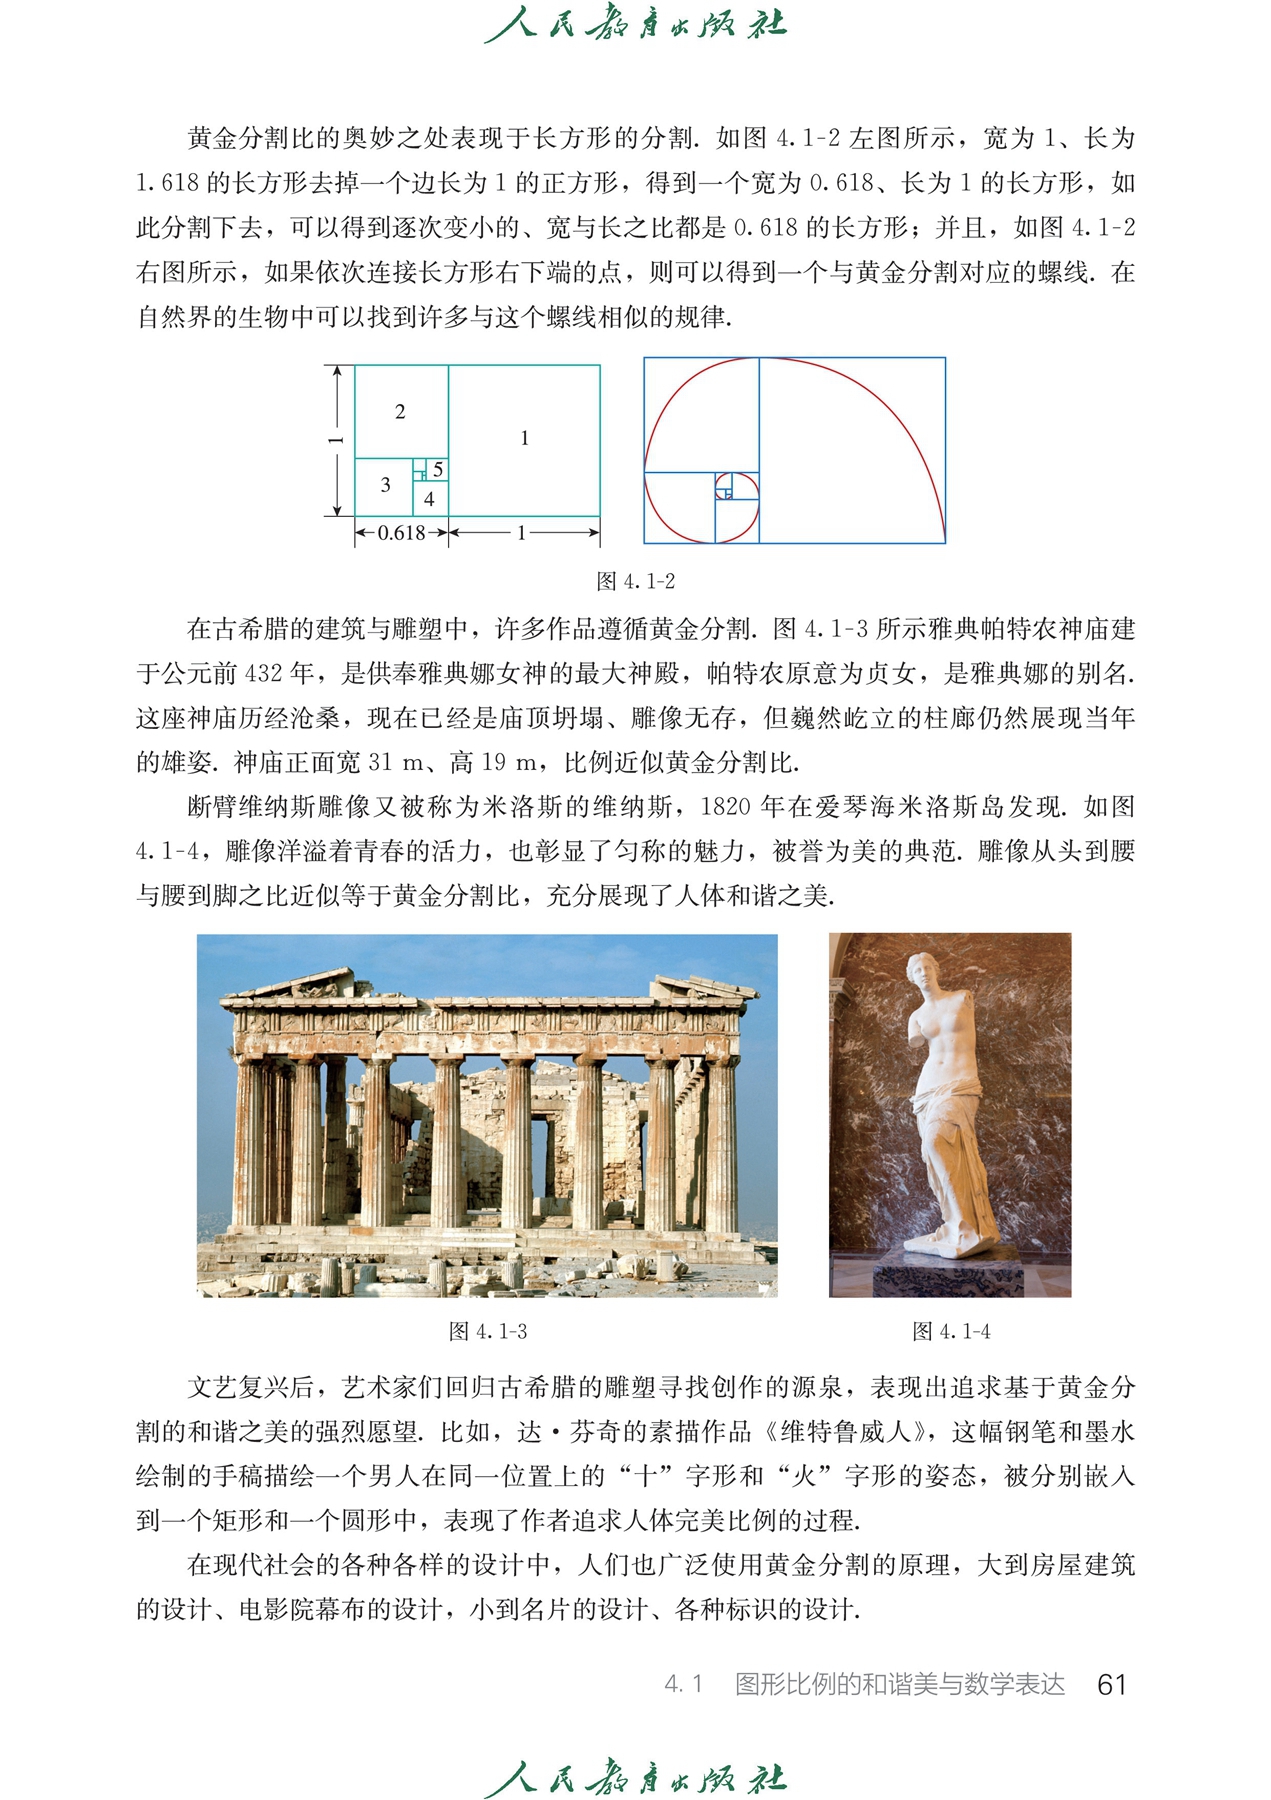 人民教育出版社
黄金分割比的奥妙之处表现于长方形的分割. 如图 4.1-2 左图所示，宽为 1、长为
1.618 的长方形去掉一个边长为 1 的正方形，得到一个宽为 0.618、长为 1 的长方形，如
此分割下去，可以得到逐次变小的、宽与长之比都是 0.618 的长方形；并且，如图 4.1-2
右图所示，如果依次连接长方形右下端的点，则可以得到一个与黄金分割对应的螺线. 在
自然界的生物中可以找到许多与这个螺线相似的规律.
1
2
1
3
5
4
0.618
1
图 4.1-2
在古希腊的建筑与雕塑中，许多作品遵循黄金分割. 图 4.1-3 所示雅典帕特农神庙建
于公元前 432 年，是供奉雅典娜女神的最大神殿，帕特农原意为贞女，是雅典娜的别名.
这座神庙历经沧桑，现在已经是庙顶坍塌、雕像无存，但巍然屹立的柱廊仍然展现当年
的雄姿. 神庙正面宽 31 m、高 19 m，比例近似黄金分割比.
断臂维纳斯雕像又被称为米洛斯的维纳斯，1820 年在爱琴海米洛斯岛发现. 如图
4.1-4，雕像洋溢着青春的活力，也彰显了匀称的魅力，被誉为美的典范. 雕像从头到腰
与腰到脚之比近似等于黄金分割比，充分展现了人体和谐之美.
图 4.1-3
图 4.1-4
文艺复兴后，艺术家们回归古希腊的雕塑寻找创作的源泉，表现出追求基于黄金分
割的和谐之美的强烈愿望. 比如，达·芬奇的素描作品《维特鲁威人》，这幅钢笔和墨水
绘制的手稿描绘一个男人在同一位置上的“十”字形和“火”字形的姿态，被分别嵌入
到一个矩形和一个圆形中，表现了作者追求人体完美比例的过程.
在现代社会的各种各样的设计中，人们也广泛使用黄金分割的原理，大到房屋建筑
的设计、电影院幕布的设计，小到名片的设计、各种标识的设计.
4.1 图形比例的和谐美与数学表达 61
人民教育出版社